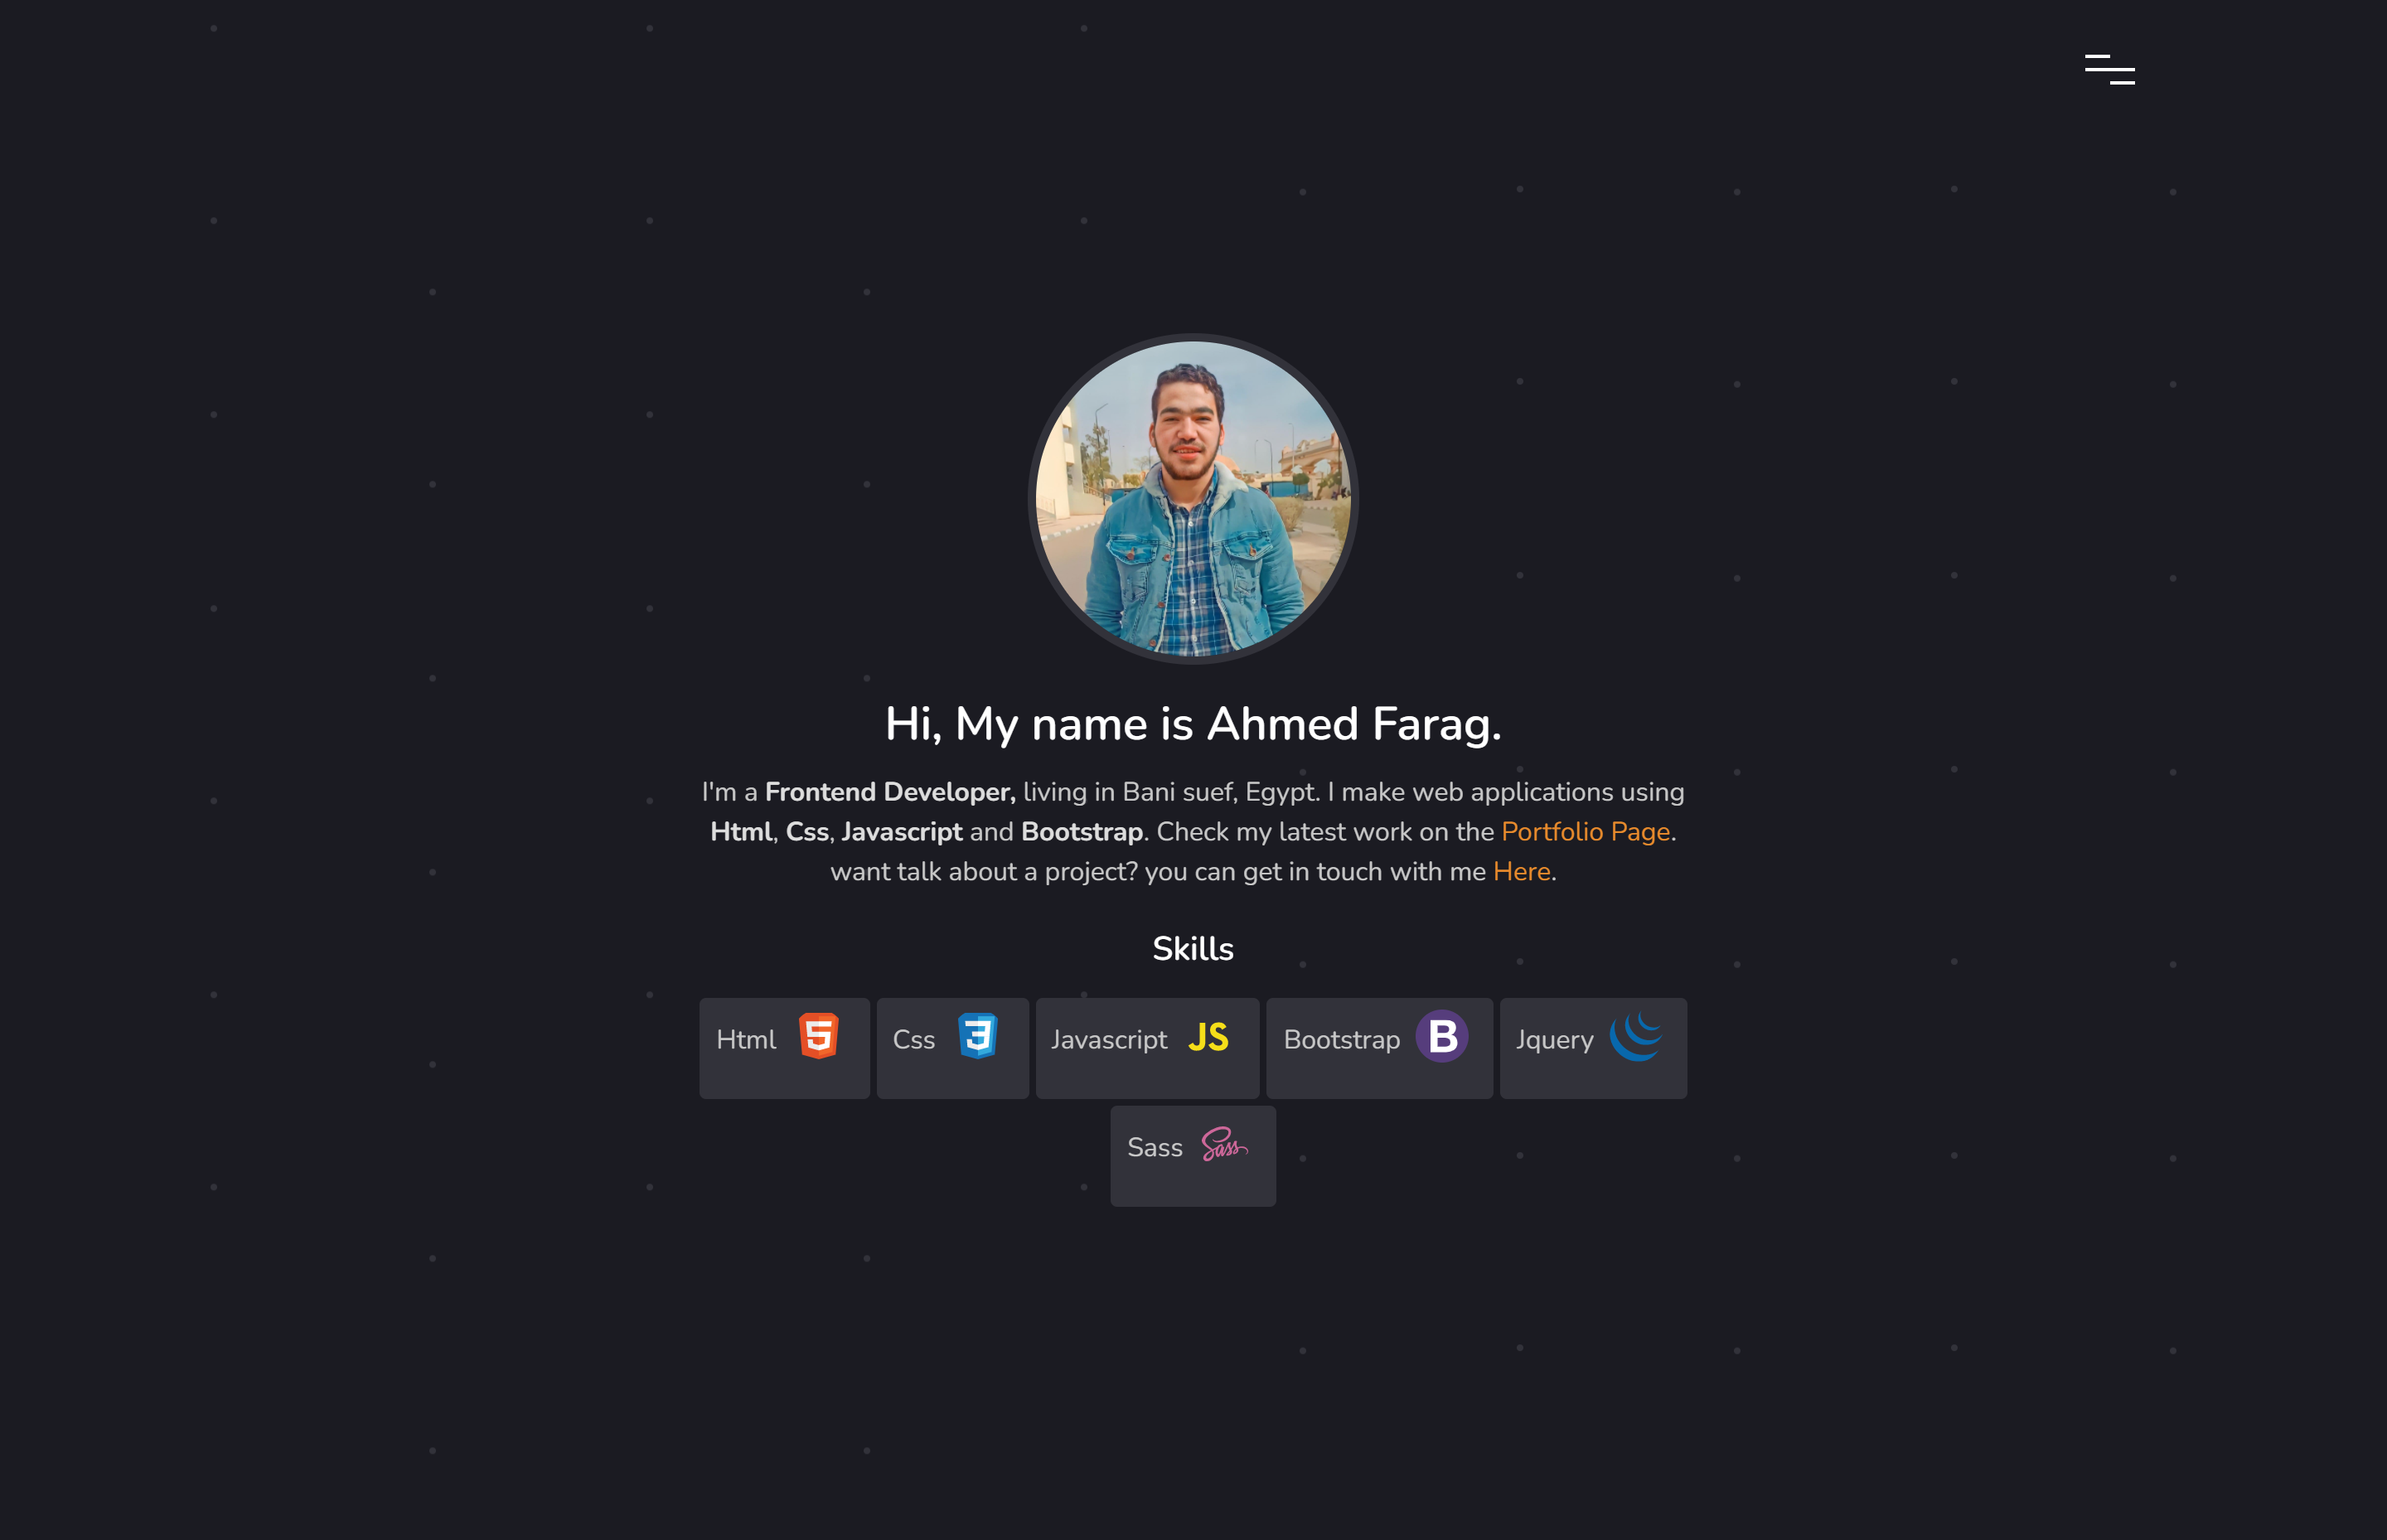 Hi, My name is Ahmed Farag.
I'm a Frontend Developer, living in Bani suef, Egypt. I make web applications using
Html, Css, Javascript and Bootstrap. Check my latest work on the Portfolio Page.
want talk about a project? you can get in touch with me Here.
Skills
Html
Css
Javascript JS
Bootstrap B
Jquery
Sass Sass